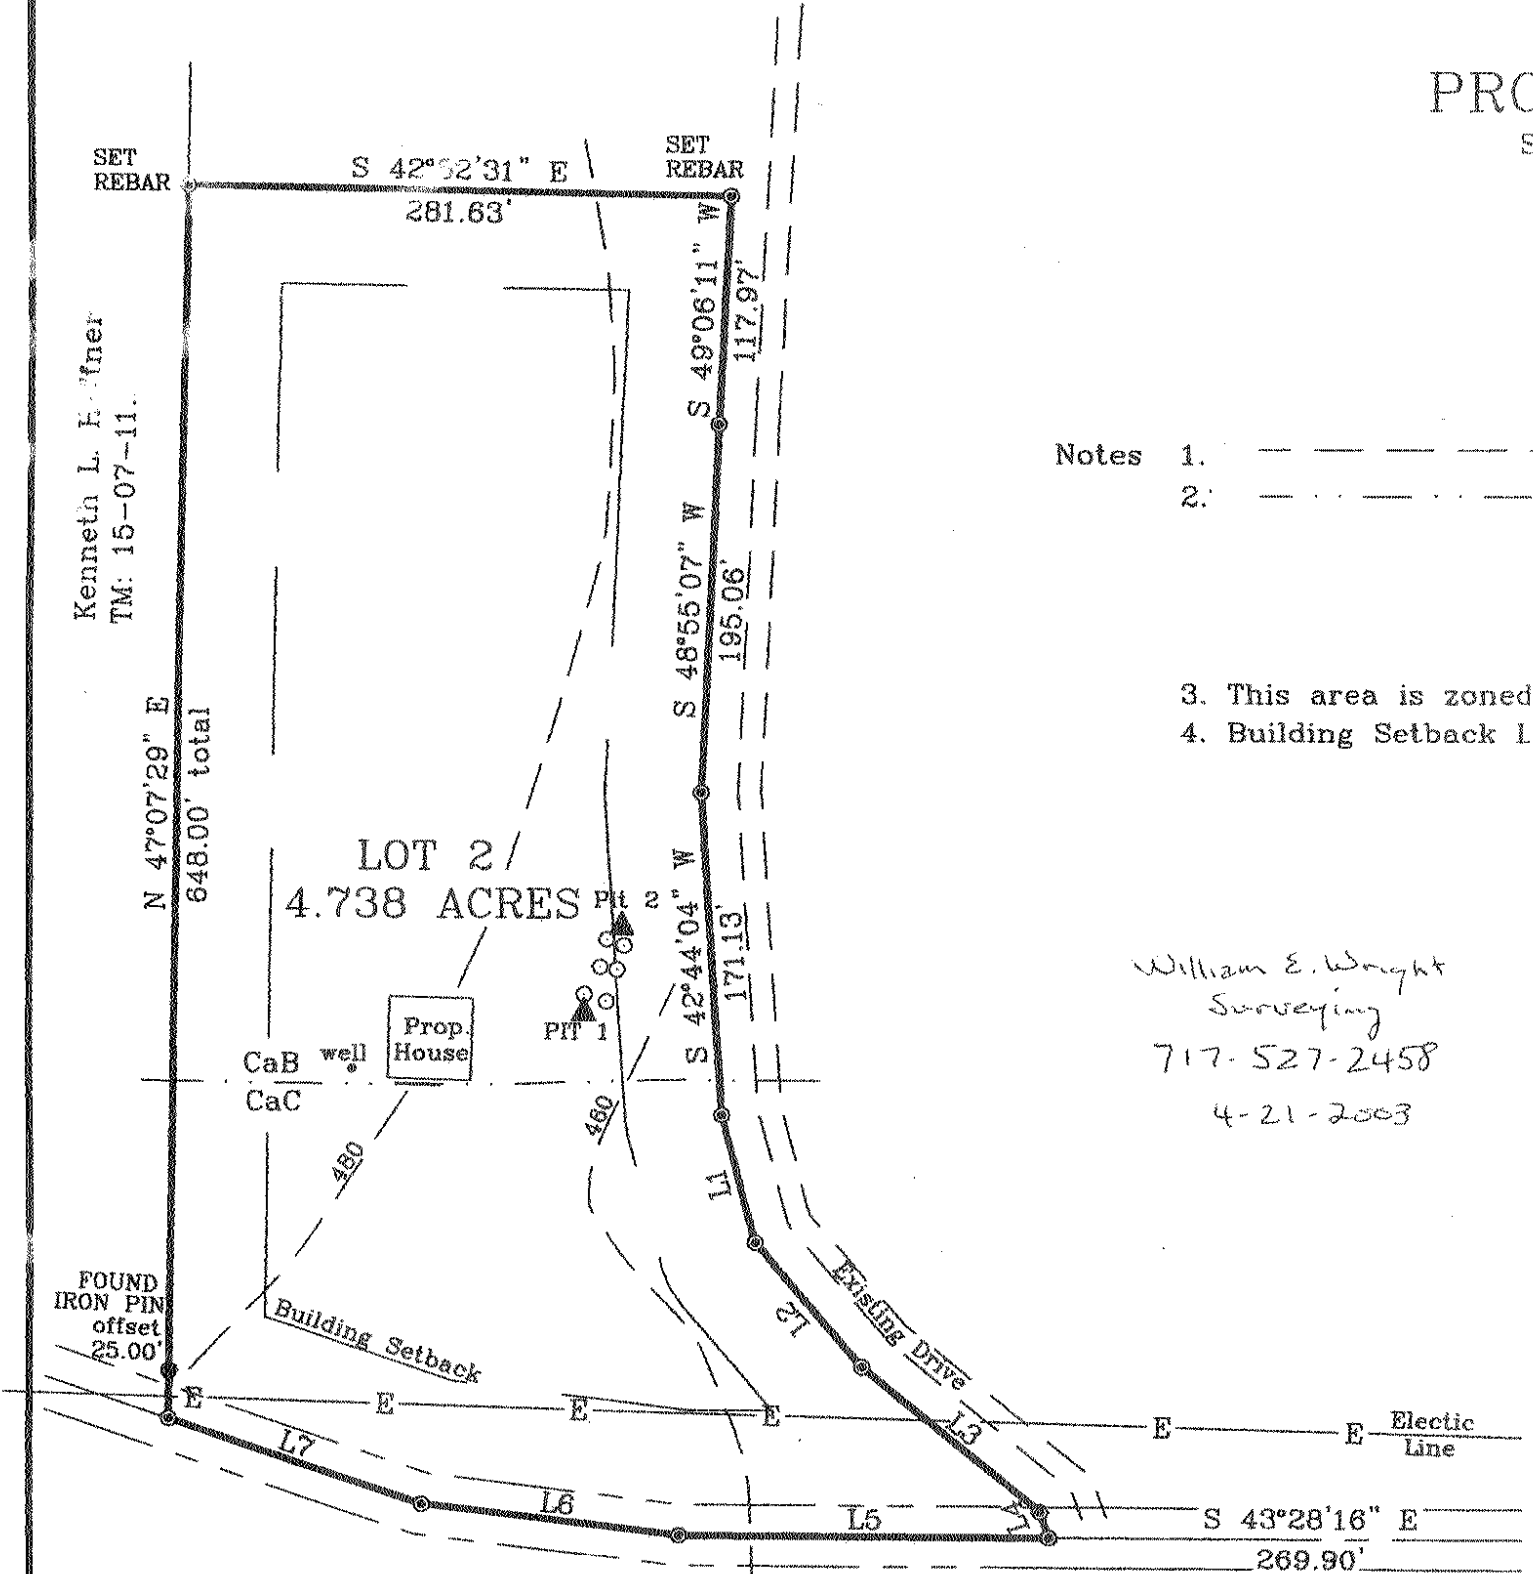 PRO
S
SET
REBAR
S 42°52'31" E
281.63'
SET
REBAR
S 49°06'11" W
117.97'
Kenneth L.
TM: 15-07-11.
Notes 1.
2.
S 48°55'07" W
195.06'
3. This area is zoned
4. Building Setback L
N 47°07'29" E
648.00' total
LOT 2
4.738 ACRES
Pit 2
S 42°44'04" W
171.13'
PIT 1
Prop.
House
well
CaB
CaC
William E. Wright
Surveying
717-527-2458
4-21-2003
480
460
L1
FOUND
IRON PIN
offset
25.00'
Building Setback
L2
Existing Drive
E E E E E E
Electic
Line
L3
L7
L6
L5
L4
S 43°28'16" E
269.90'